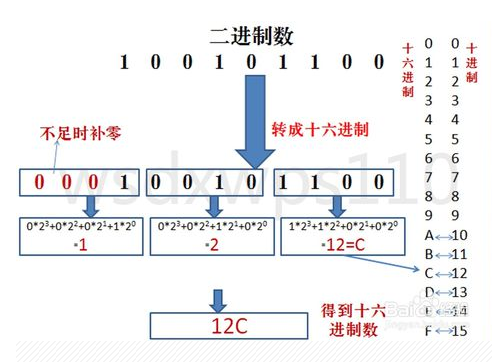 二进制数
1 0 0 1 0 1 1 0 0
转成十六进制
不足时补零
0 0 0 1 0 0 1 0 1 1 0 0
0*2³+0*2²+0*2¹+1*2⁰
=1
0*2³+0*2²+1*2¹+0*2⁰
=2
1*2³+1*2²+0*2¹+0*2⁰
=12=C
12C
得到十六
进制数
十六进制 十进制
0 0
1 1
2 2
3 3
4 4
5 5
6 6
7 7
8 8
9 9
A 10
B 11
C 12
D 13
14
F 15
wsdxwps110
Baidu
jingyan.baidu.com